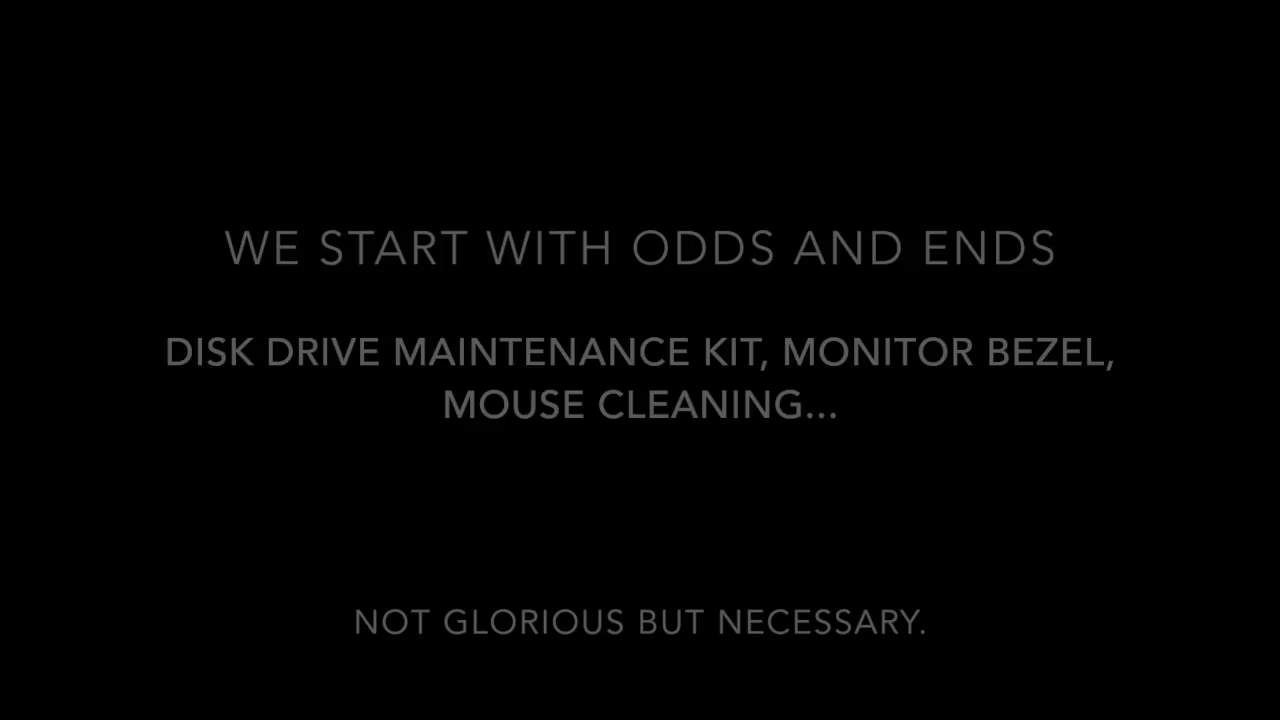 WE START WITH ODDS AND ENDS
DISK DRIVE MAINTENANCE KIT, MONITOR BEZEL,
MOUSE CLEANING...
NOT GLORIOUS BUT NECESSARY.